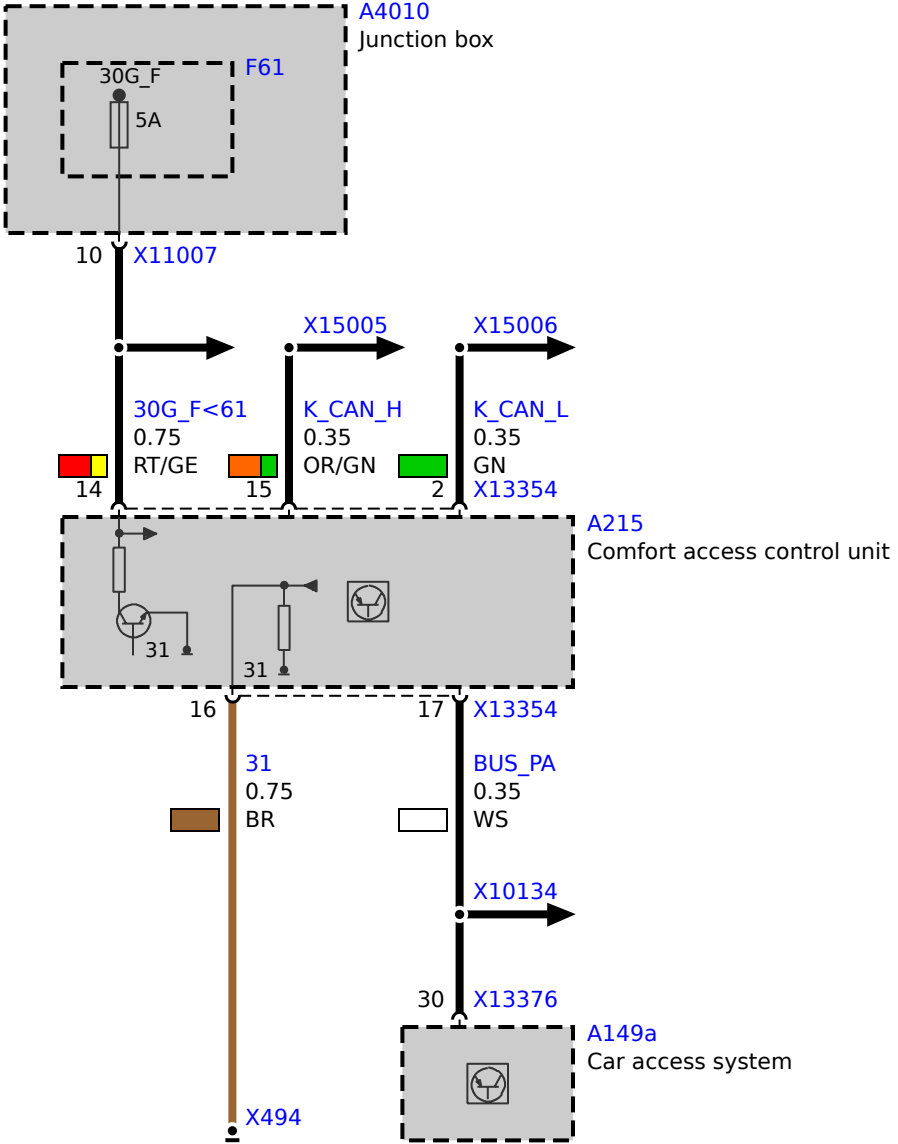 A4010
Junction box
F61
30G_F
5A
10 X11007
X15005 X15006
30G_F<61 K_CAN_H K_CAN_L
0.75 0.35 0.35
RT/GE OR/GN GN
14 15 2 X13354
A215
Comfort access control unit
31
31
16 17 X13354
31 BUS_PA
0.75 0.35
BR WS
X10134
30 X13376
A149a
Car access system
X494